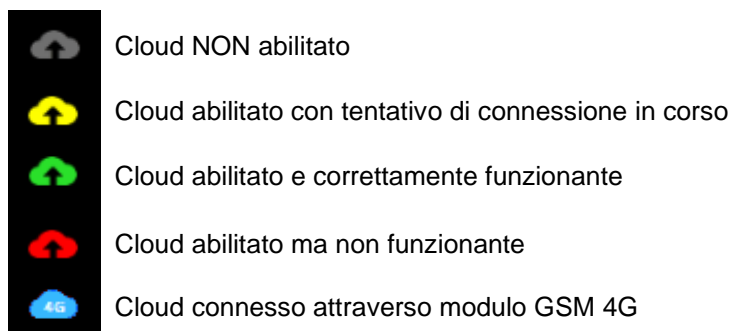 Cloud NON abilitato
Cloud abilitato con tentativo di connessione in corso
Cloud abilitato e correttamente funzionante
Cloud abilitato ma non funzionante
4G Cloud connesso attraverso modulo GSM 4G